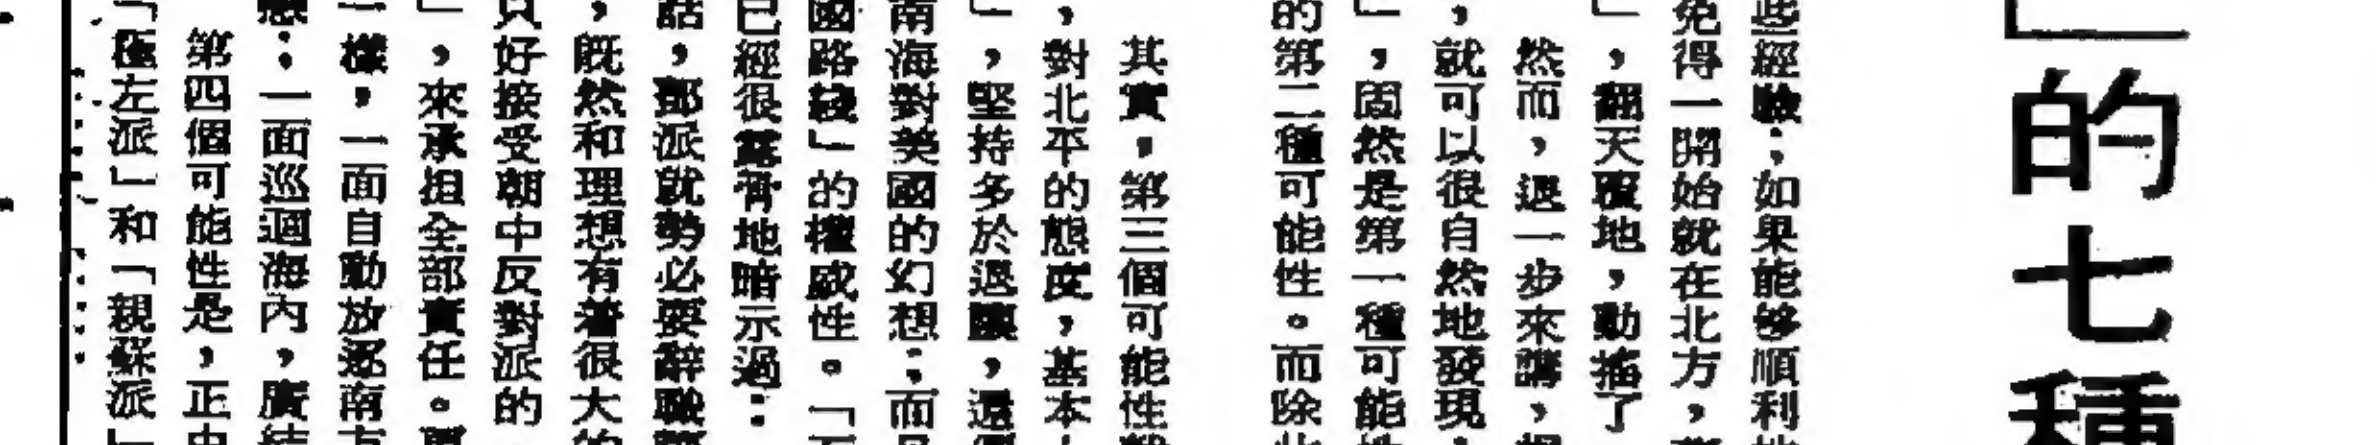 」的七種
些經驗；如果能够順利
免得一開始就在北方，
」，翻天覆地，動搖了
然而，退一步來講，
，就可以很自然地發現，
」，固然是第一種可能
的第二種可能性。而除
其實，第三個可能性
，對北平的態度，基本
」，堅持多於退讓，還
南海對美國的幻想；而
國路綫」的權威性。「
已經很露骨地暗示過：
話，鄧派就勢必要辭職
，既然和理想有着很大的
只好接受朝中反對派的
」，來承担全部責任。
一樣，一面自動放逐南方
：一面巡迴海內，廣結
第四個可能性是，正
「極左派」和「親蘇派」